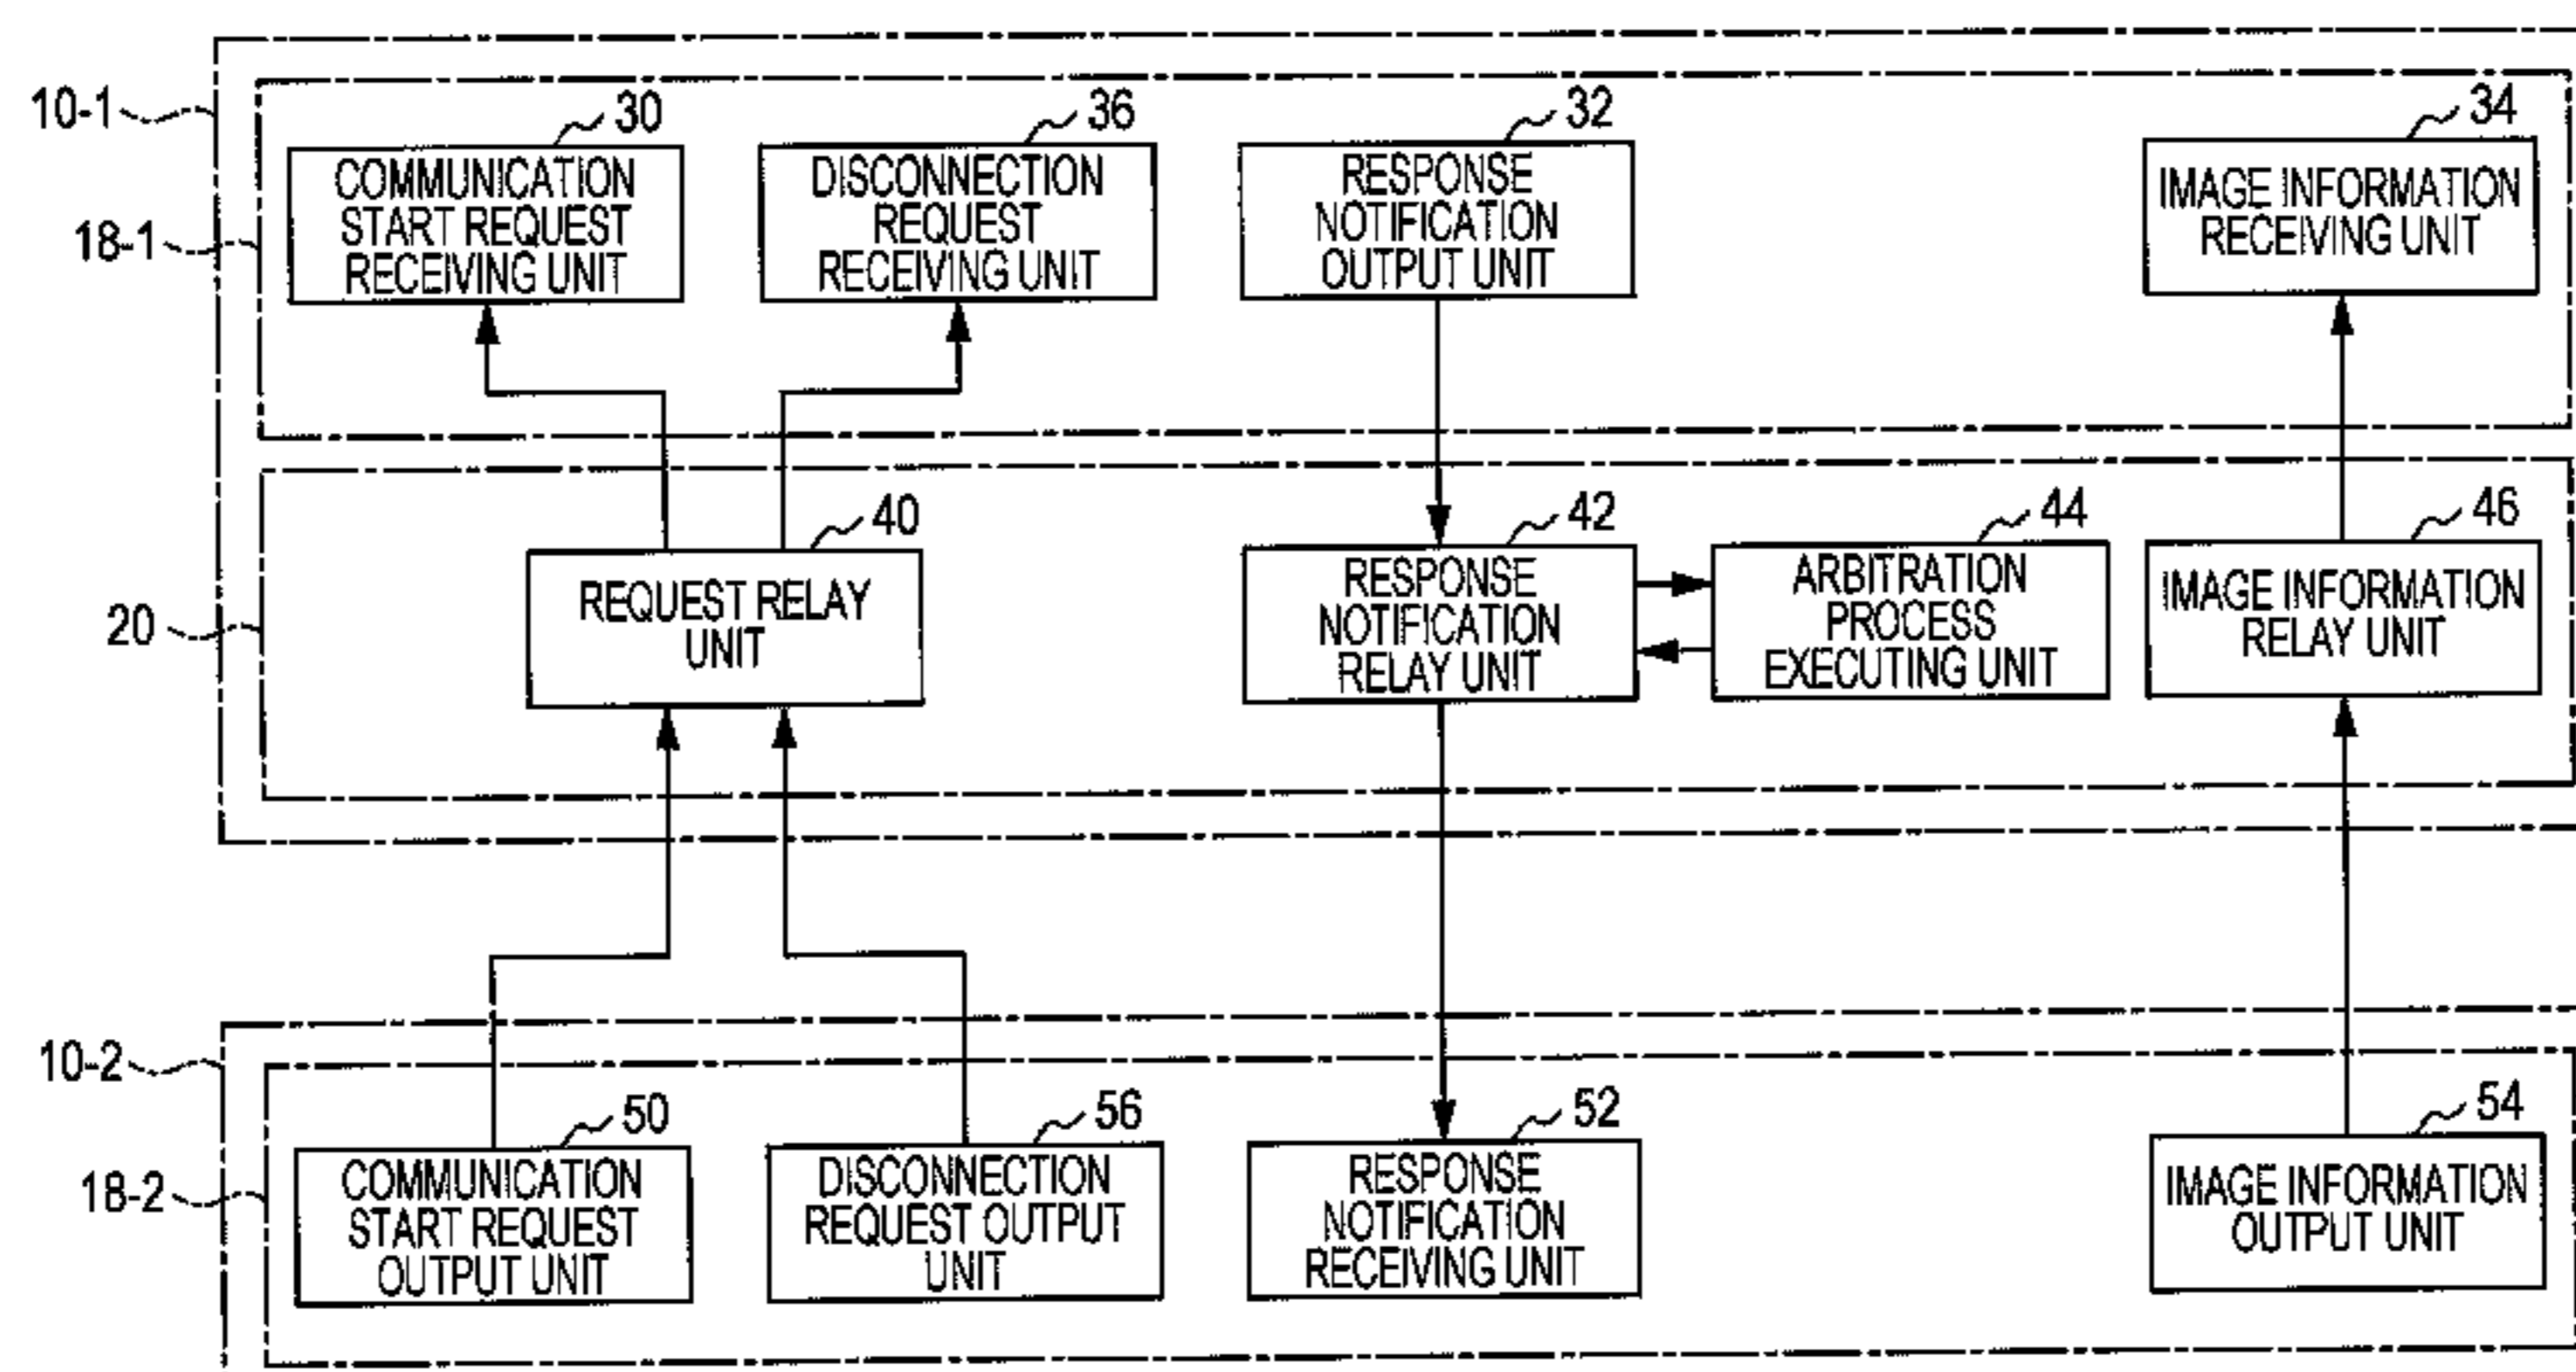 10-1
30
36
32
34
COMMUNICATION
START REQUEST
RECEIVING UNIT
DISCONNECTION
REQUEST
RECEIVING UNIT
RESPONSE
NOTIFICATION
OUTPUT UNIT
IMAGE INFORMATION
RECEIVING UNIT
18-1
40
42
44
46
REQUEST RELAY
UNIT
RESPONSE
NOTIFICATION
RELAY UNIT
ARBITRATION
PROCESS
EXECUTING UNIT
IMAGE INFORMATION
RELAY UNIT
20
10-2
50
56
52
54
COMMUNICATION
START REQUEST
OUTPUT UNIT
DISCONNECTION
REQUEST OUTPUT
UNIT
RESPONSE
NOTIFICATION
RECEIVING UNIT
IMAGE INFORMATION
OUTPUT UNIT
18-2